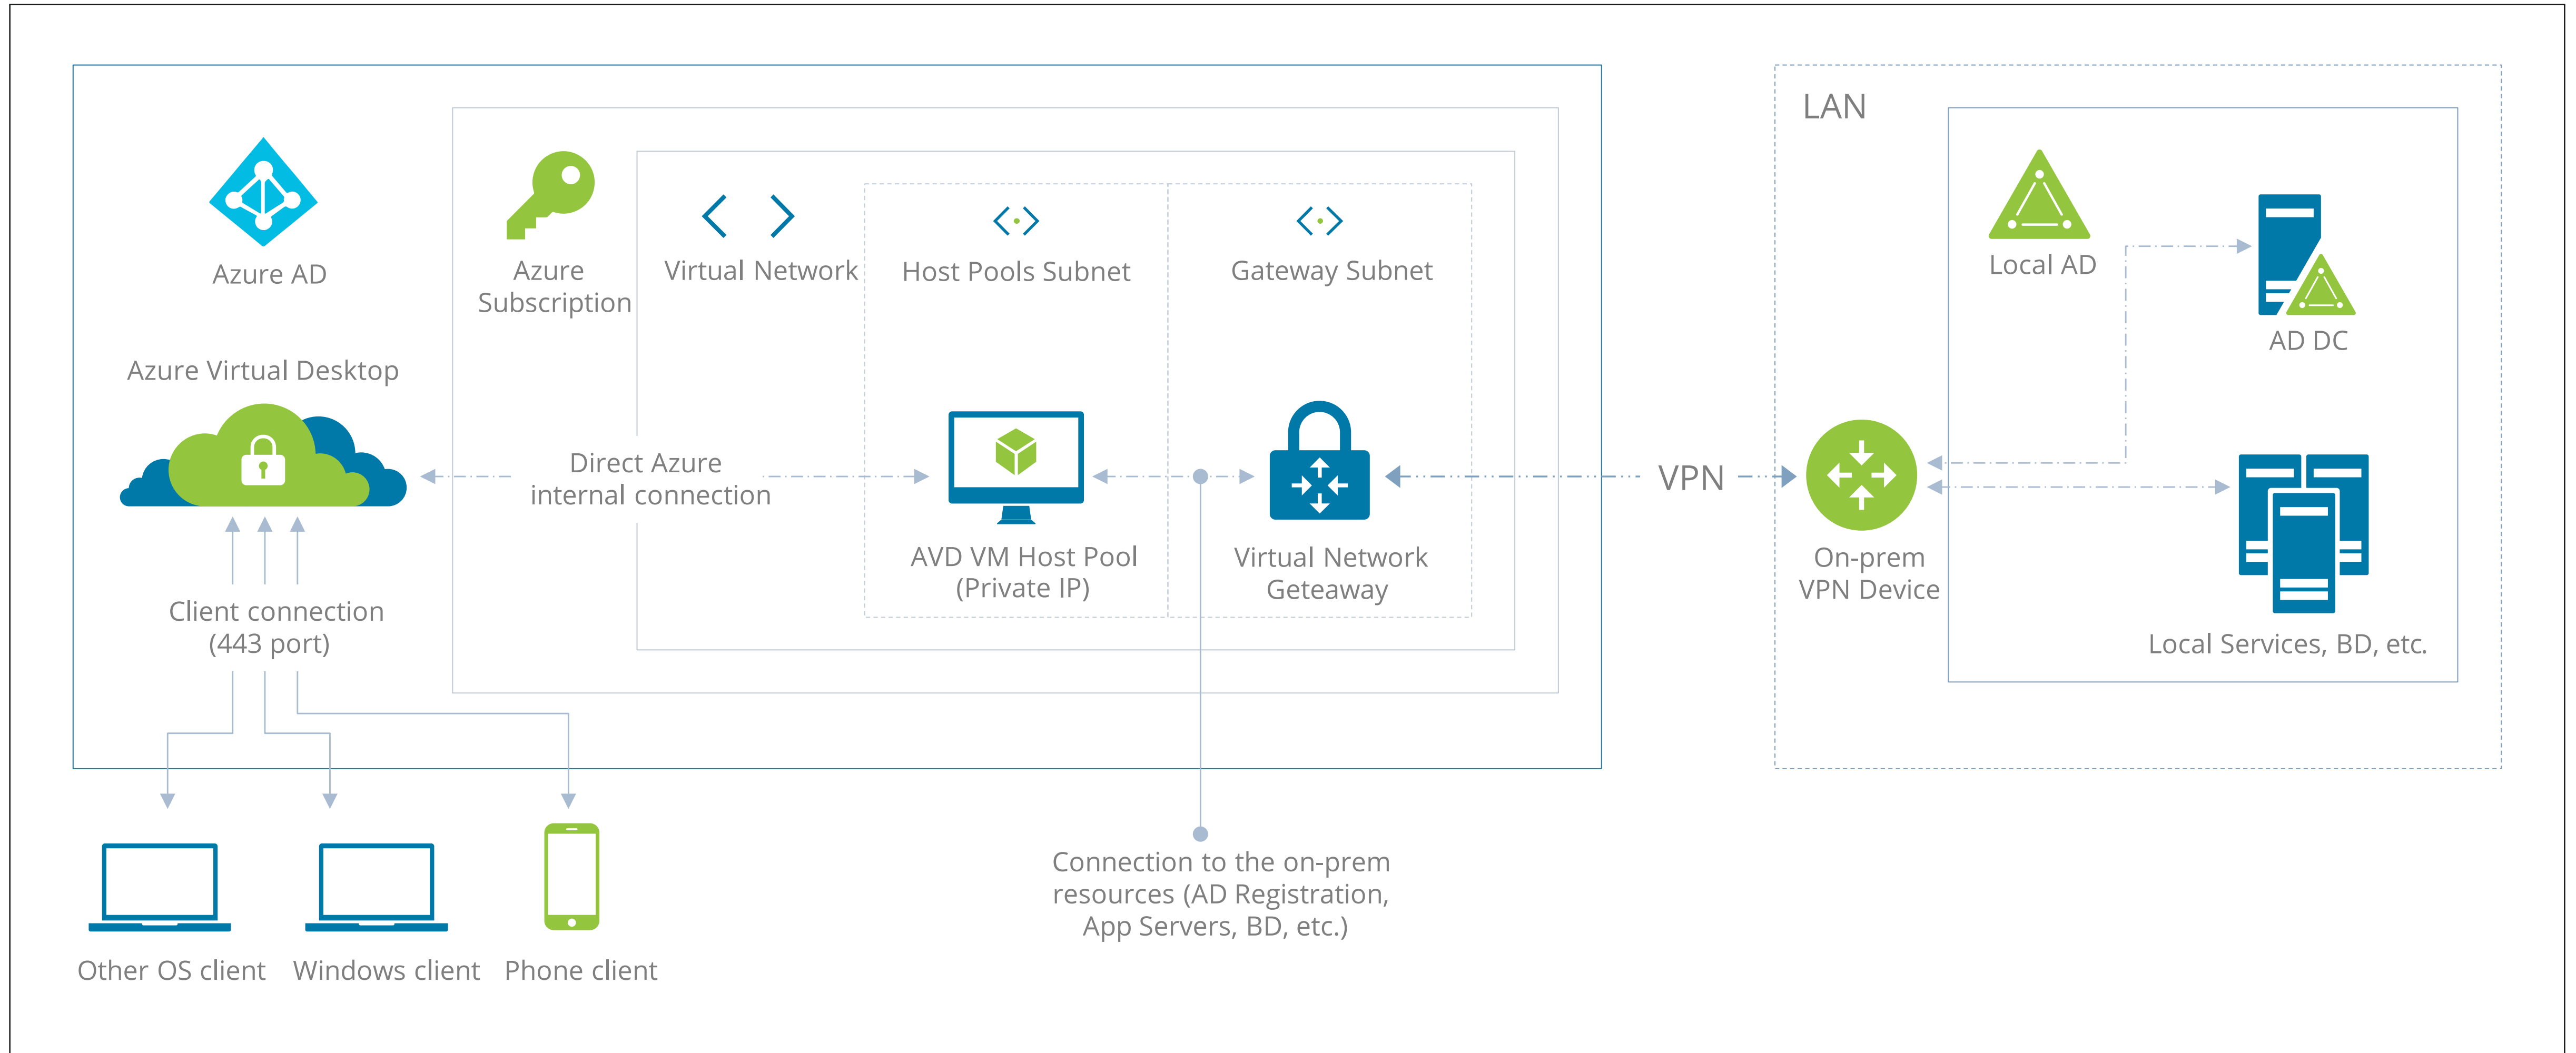 Azure AD
Azure Virtual Desktop
Client connection
(443 port)
Other OS client
Windows client
Phone client
Azure
Subscription
Direct Azure
internal connection
Virtual Network
Host Pools Subnet
AVD VM Host Pool
(Private IP)
Gateway Subnet
Virtual Network
Geteaway
Connection to the on-prem
resources (AD Registration,
App Servers, BD, etc.)
VPN
LAN
On-prem
VPN Device
Local AD
AD DC
Local Services, BD, etc.